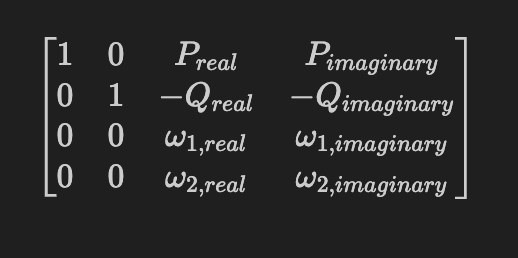 1 0 P_real P_imaginary
0 1 −Q_real −Q_imaginary
0 0 ω_1,real ω_1,imaginary
0 0 ω_2,real ω_2,imaginary